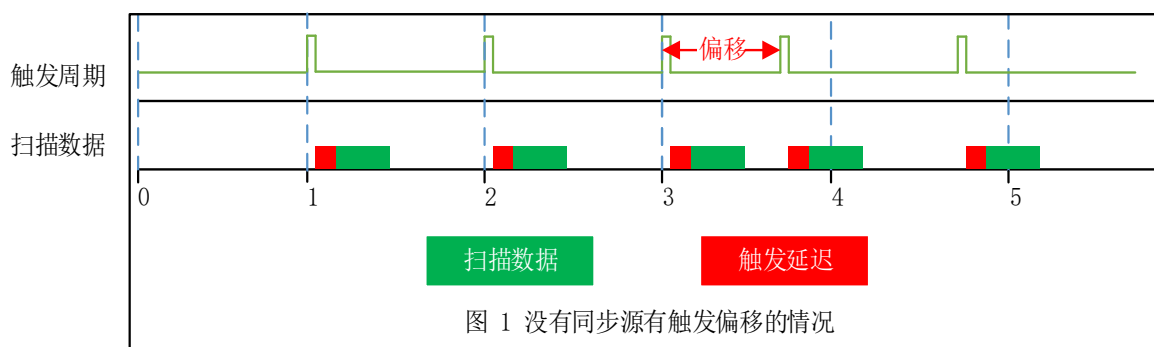 偏移
触发周期
扫描数据
0 1 2 3 4 5
扫描数据 触发延迟
图 1 没有同步源有触发偏移的情况